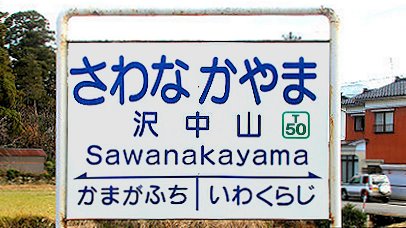 さわなかやま
沢中山
T
50
Sawanakayama
かまがふち いわくらじ